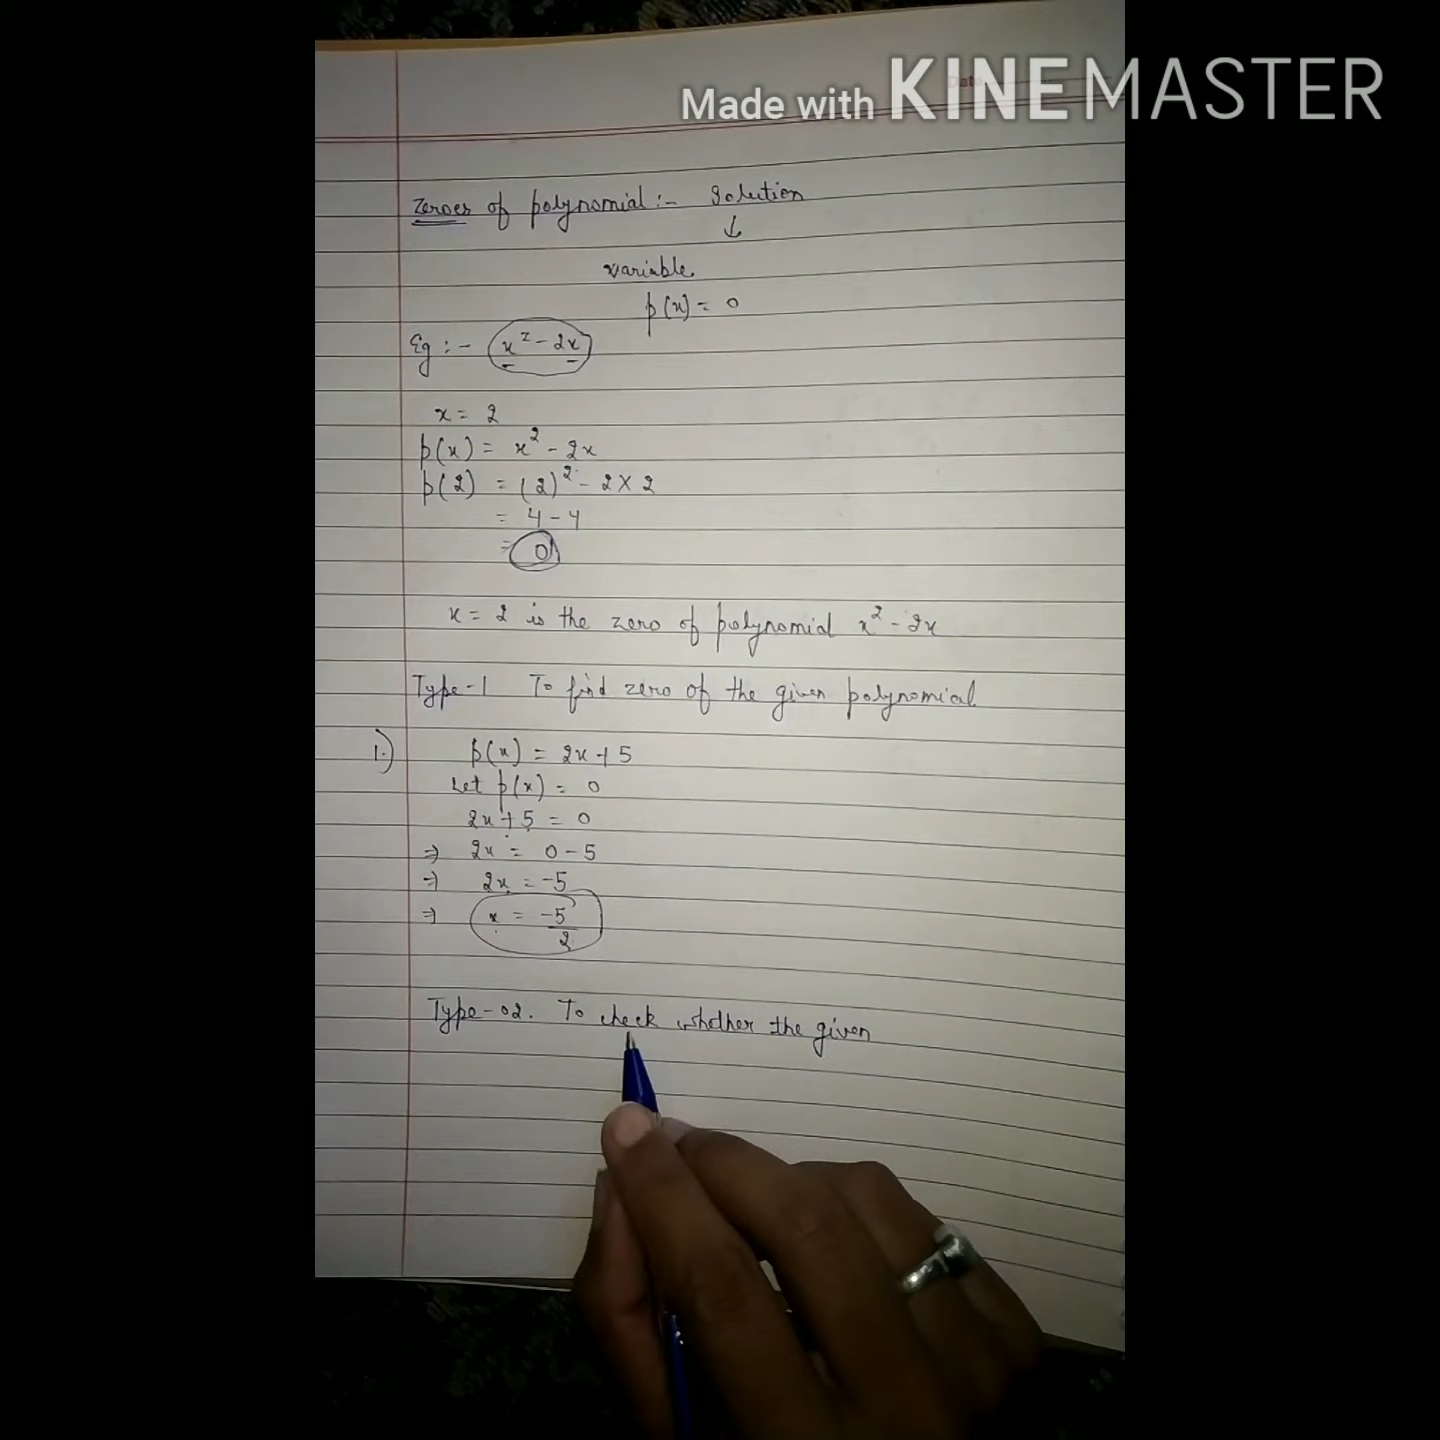 Made with KINEMASTER
Date
Zeroes of polynomial :- Solution
↓
variable
p(x) = 0
Eg :- x² - 2x
x = 2
p(x) = x² - 2x
p(2) = (2)² - 2 × 2
= 4 - 4
= 0
x = 2 is the zero of polynomial x² - 2x
Type-1 To find zero of the given polynomial
1.) p(x) = 2x + 5
Let p(x) = 0
2x + 5 = 0
⇒ 2x = 0 - 5
⇒ 2x = -5
⇒ x = -5/2
Type-02. To check whether the given